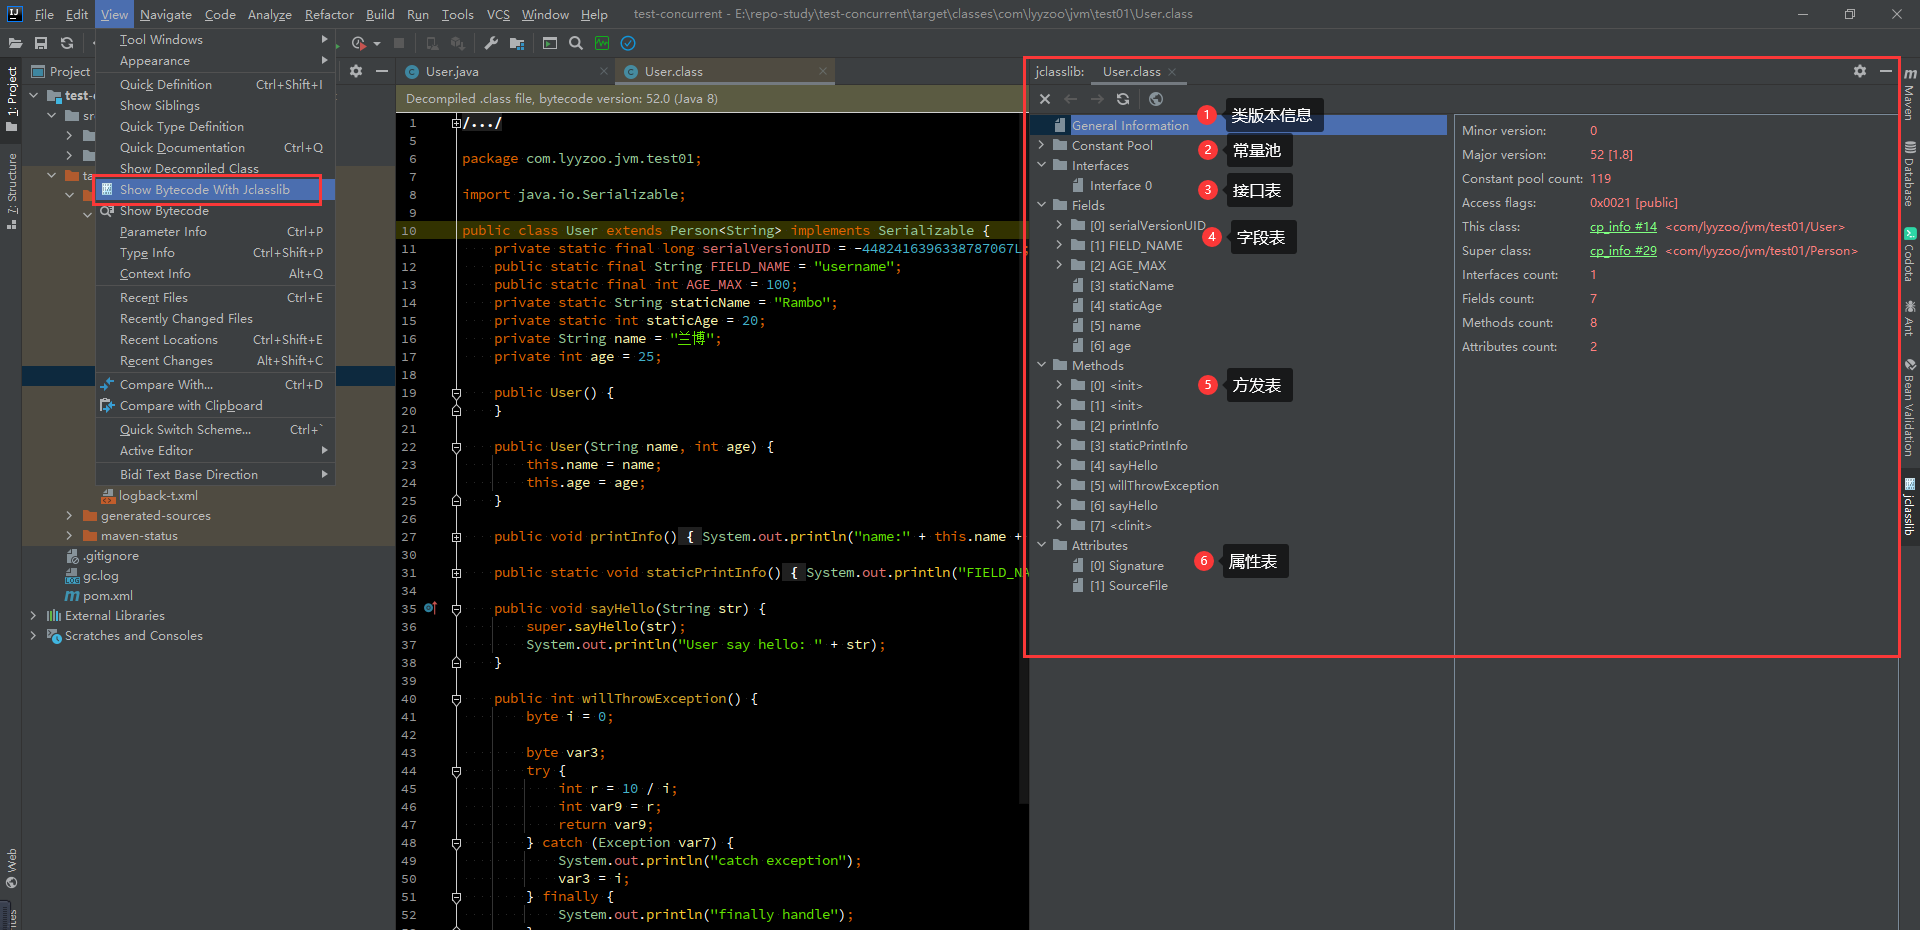 File Edit View Navigate Code Analyze Refactor Build Run Tools VCS Window Help test-concurrent - E:\repo-study\test-concurrent\target\classes\com\lyyzoo\jvm\test01\User.class
Project
1: Project
7: Structure
Web
Tool Windows
Appearance
Quick Definition Ctrl+Shift+I
Show Siblings
Quick Type Definition
Quick Documentation Ctrl+Q
Show Decompiled Class
Show Bytecode With Jclasslib
Show Bytecode
Parameter Info Ctrl+P
Type Info Ctrl+Shift+P
Context Info Alt+Q
Recent Files Ctrl+E
Recently Changed Files
Recent Locations Ctrl+Shift+E
Recent Changes Alt+Shift+C
Compare With... Ctrl+D
Compare with Clipboard
Quick Switch Scheme... Ctrl+`
Active Editor
Bidi Text Base Direction
test-c
sr
ta
logback-t.xml
generated-sources
maven-status
.gitignore
gc.log
pom.xml
External Libraries
Scratches and Consoles
User.java User.class
Decompiled .class file, bytecode version: 52.0 (Java 8)
1 /.../
5
6 package com.lyyzoo.jvm.test01;
7
8 import java.io.Serializable;
9
10 public class User extends Person<String> implements Serializable {
11 private static final long serialVersionUID = -4482416396338787067L;
12 public static final String FIELD_NAME = "username";
13 public static final int AGE_MAX = 100;
14 private static String staticName = "Rambo";
15 private static int staticAge = 20;
16 private String name = "兰博";
17 private int age = 25;
18
19 public User() {
20 }
21
22 public User(String name, int age) {
23 this.name = name;
24 this.age = age;
25 }
26
27 public void printInfo() { System.out.println("name:" + this.name +
30
31 public static void staticPrintInfo() { System.out.println("FIELD_NA
34
35 public void sayHello(String str) {
36 super.sayHello(str);
37 System.out.println("User say hello: " + str);
38 }
39
40 public int willThrowException() {
41 byte i = 0;
42
43 byte var3;
44 try {
45 int r = 10 / i;
46 int var9 = r;
47 return var9;
48 } catch (Exception var7) {
49 System.out.println("catch exception");
50 var3 = i;
51 } finally {
52 System.out.println("finally handle");
jclasslib: User.class
General Information
Constant Pool
Interfaces
Interface 0
Fields
[0] serialVersionUID
[1] FIELD_NAME
[2] AGE_MAX
[3] staticName
[4] staticAge
[5] name
[6] age
Methods
[0] <init>
[1] <init>
[2] printInfo
[3] staticPrintInfo
[4] sayHello
[5] willThrowException
[6] sayHello
[7] <clinit>
Attributes
[0] Signature
[1] SourceFile
1 类版本信息
2 常量池
3 接口表
4 字段表
5 方发表
6 属性表
Minor version: 0
Major version: 52 [1.8]
Constant pool count: 119
Access flags: 0x0021 [public]
This class: cp_info #14 <com/lyyzoo/jvm/test01/User>
Super class: cp_info #29 <com/lyyzoo/jvm/test01/Person>
Interfaces count: 1
Fields count: 7
Methods count: 8
Attributes count: 2
Maven
Database
Codota
Ant
Bean Validation
jclasslib